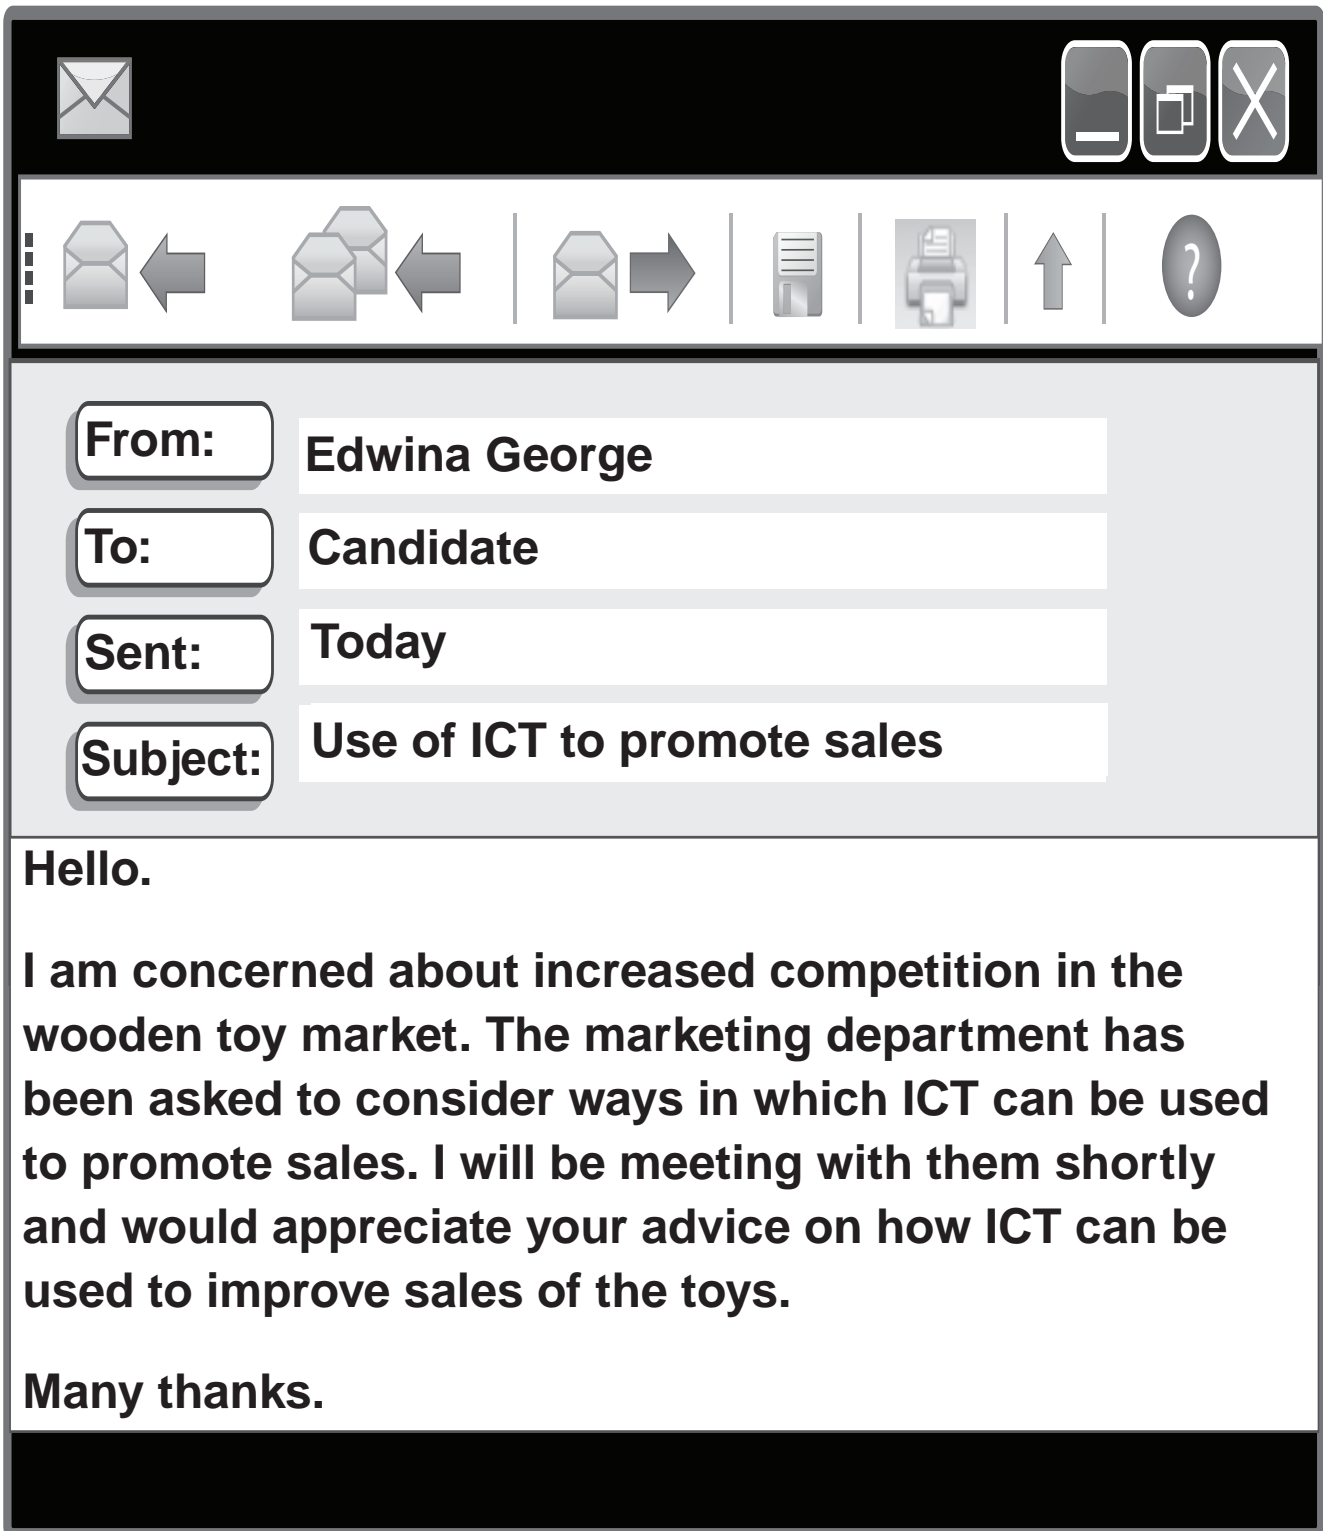 ?
From:
Edwina George
To:
Candidate
Sent:
Today
Subject:
Use of ICT to promote sales
Hello.
I am concerned about increased competition in the
wooden toy market. The marketing department has
been asked to consider ways in which ICT can be used
to promote sales. I will be meeting with them shortly
and would appreciate your advice on how ICT can be
used to improve sales of the toys.
Many thanks.